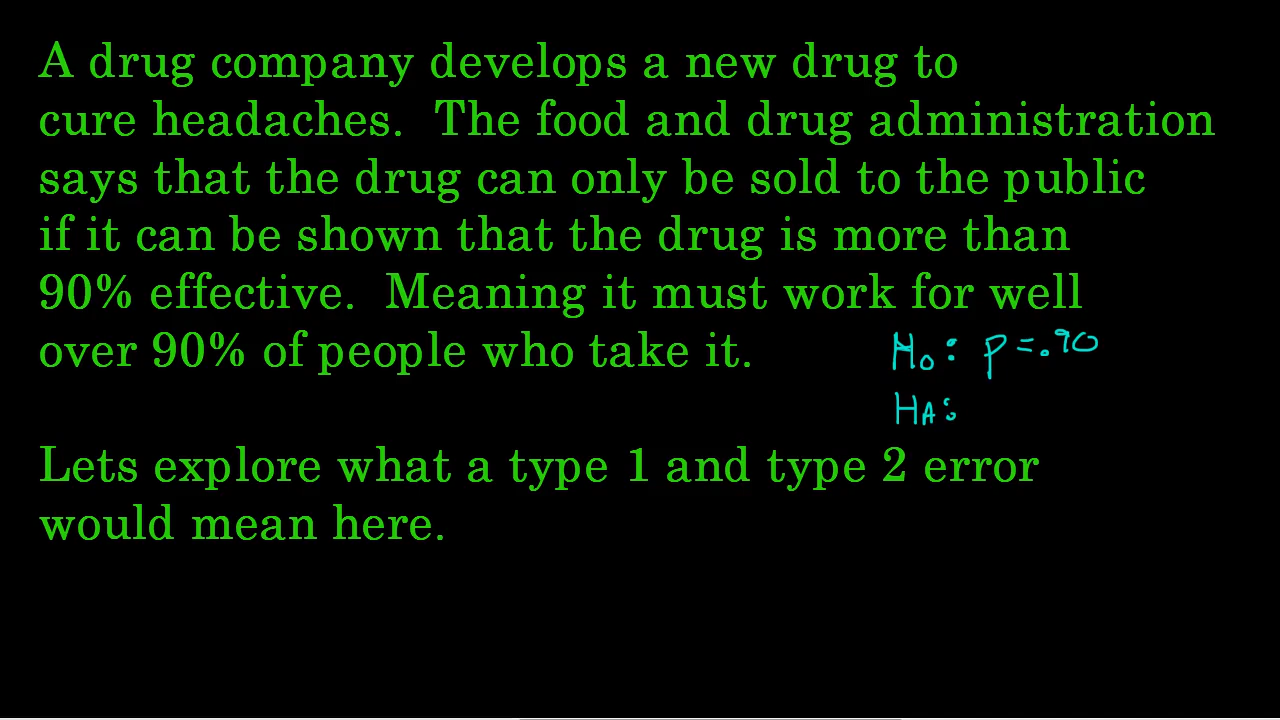 A drug company develops a new drug to
cure headaches. The food and drug administration
says that the drug can only be sold to the public
if it can be shown that the drug is more than
90% effective. Meaning it must work for well
over 90% of people who take it.
H₀: p=.90
HA:
Lets explore what a type 1 and type 2 error
would mean here.